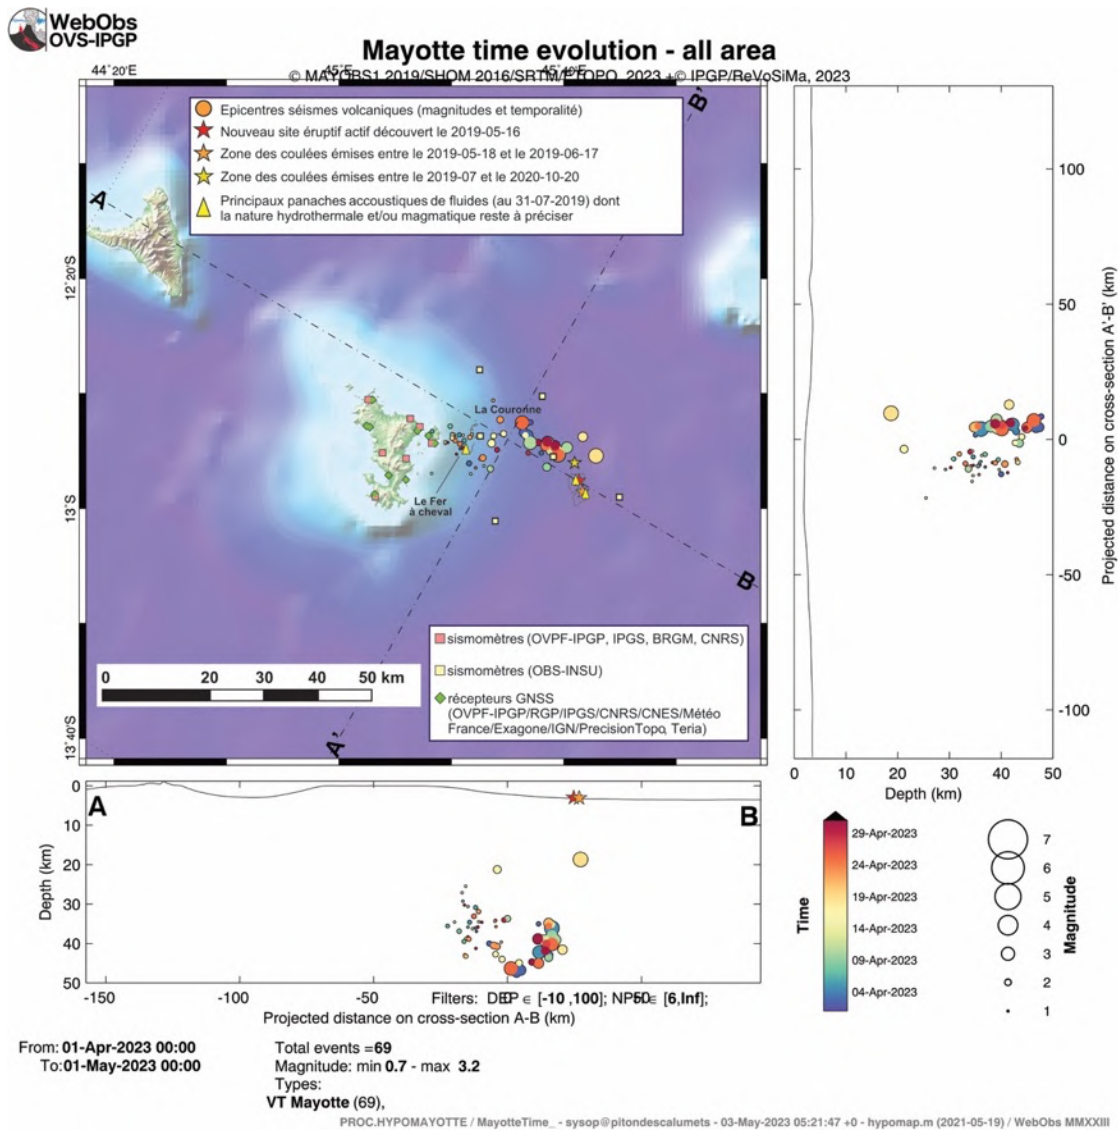 WebObs
OVS-IPGP
Mayotte time evolution - all area
© MAYOBS1 2019/SHOM 2016/SRTM/ETOPO, 2023 +© IPGP/ReVoSiMa, 2023
44°20'E
45°E
45°40'E
Epicentres séismes volcaniques (magnitudes et temporalité)
Nouveau site éruptif actif découvert le 2019-05-16
Zone des coulées émises entre le 2019-05-18 et le 2019-06-17
Zone des coulées émises entre le 2019-07 et le 2020-10-20
Principaux panaches accoustiques de fluides (au 31-07-2019) dont
la nature hydrothermale et/ou magmatique reste à préciser
A
B'
12°20'S
La Couronne
Le Fer
à cheval
13°S
B
sismomètres (OVPF-IPGP, IPGS, BRGM, CNRS)
sismomètres (OBS-INSU)
récepteurs GNSS
(OVPF-IPGP/RGP/IPGS/CNRS/CNES/Météo
France/Exagone/IGN/PrecisionTopo, Teria)
0 20 30 40 50 km
A'
13°40'S
100
50
0
-50
-100
Projected distance on cross-section A'-B' (km)
0 10 20 30 40 50
Depth (km)
A
B
0
10
20
30
40
50
Depth (km)
-150 -100 -50 0 50
Filters: DEP ∈ [-10 ,100]; NPH ∈ [6,Inf];
Projected distance on cross-section A-B (km)
Time
29-Apr-2023
24-Apr-2023
19-Apr-2023
14-Apr-2023
09-Apr-2023
04-Apr-2023
7
6
5
4
3
2
1
Magnitude
From: 01-Apr-2023 00:00
To:01-May-2023 00:00
Total events =69
Magnitude: min 0.7 - max 3.2
Types:
VT Mayotte (69),
PROC.HYPOMAYOTTE / MayotteTime_ - sysop@pitondescalumets - 03-May-2023 05:21:47 +0 - hypomap.m (2021-05-19) / WebObs MMXXIII